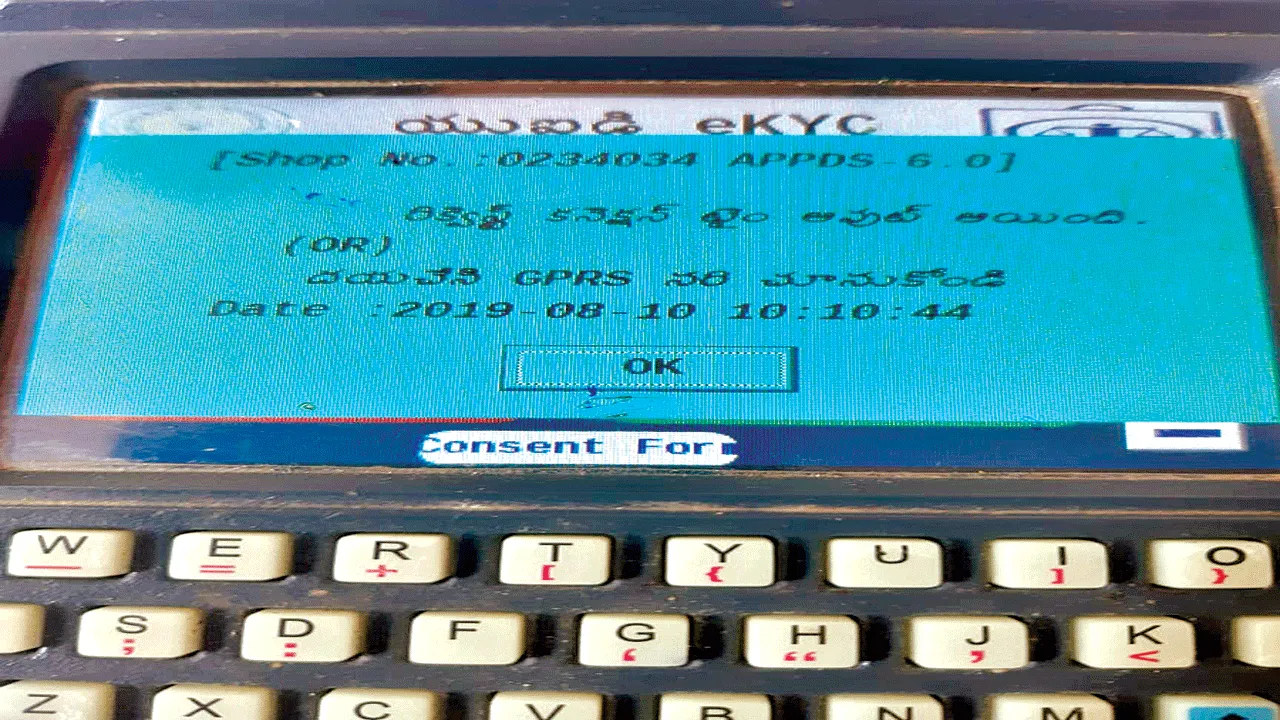 యుఐడి eKYC
[Shop No.:0234034 APPDS-6.0]
రిక్వెస్ట్ కనెక్షన్ టైం అవుట్ అయింది.
(OR)
దయచేసి GPRS సరి చూసుకోండి
Date :2019-08-10 10:10:44
OK
Consent For
W E R T Y U I O
_ = + [ { ] }
S D F G H J K
; : ‘ “ ’ <
Z X C V B N M